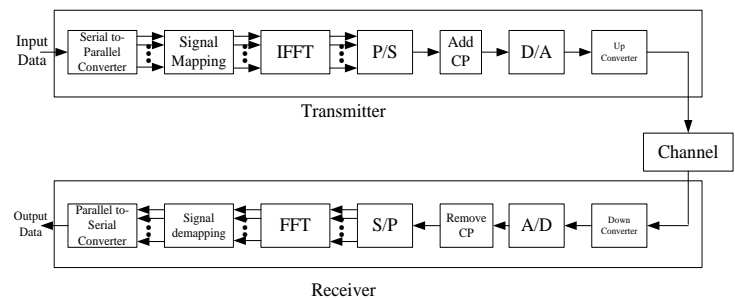 Input
Data
Serial to-
Parallel
Converter
Signal
Mapping
IFFT
P/S
Add
CP
D/A
Up
Converter
Transmitter
Channel
Output
Data
Parallel to-
Serial
Converter
Signal
demapping
FFT
S/P
Remove
CP
A/D
Down
Converter
Receiver